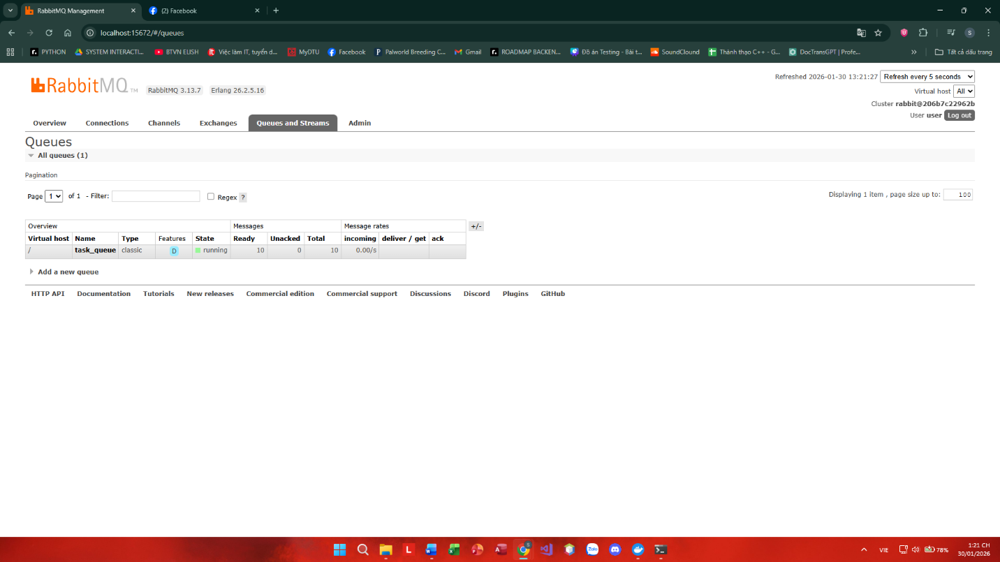 RabbitMQ Management
(2) Facebook
localhost:15672/#/queues
S
PYTHON
SYSTEM INTERACTI...
BTVN ELISH
Việc làm IT, tuyển d...
MyDTU
Facebook
Palworld Breeding C...
Gmail
ROADMAP BACKEN...
Đồ án Testing - Bài t...
SoundClound
Thành thạo C++ - G...
DocTransGPT | Profe...
Tất cả dấu trang
RabbitMQ TM
RabbitMQ 3.13.7
Erlang 26.2.5.16
Refreshed 2026-01-30 13:21:27 Refresh every 5 seconds
Virtual host All
Cluster rabbit@206b7c22962b
User user Log out
Overview Connections Channels Exchanges Queues and Streams Admin
Queues
All queues (1)
Pagination
Page 1 of 1 - Filter: Regex ?
Displaying 1 item , page size up to: 100
Overview Messages Message rates +/-
Virtual host Name Type Features State Ready Unacked Total incoming deliver / get ack
/ task_queue classic D running 10 0 10 0.00/s
Add a new queue
HTTP API Documentation Tutorials New releases Commercial edition Commercial support Discussions Discord Plugins GitHub
VIE
78%
1:21 CH
30/01/2026